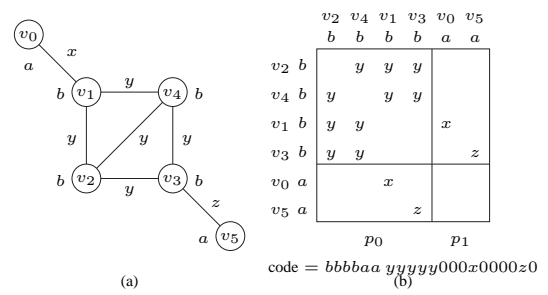 v0
a
x
v1
b
y
v4
b
y
y
y
v2
b
y
v3
b
z
v5
a
(a)
v2 v4 v1 v3 v0 v5
b b b b a a
v2 b y y y
v4 b y y y
v1 b y y x
v3 b y y z
v0 a x
v5 a z
p0 p1
code = bbbbaa yyyyy000x0000z0
(b)